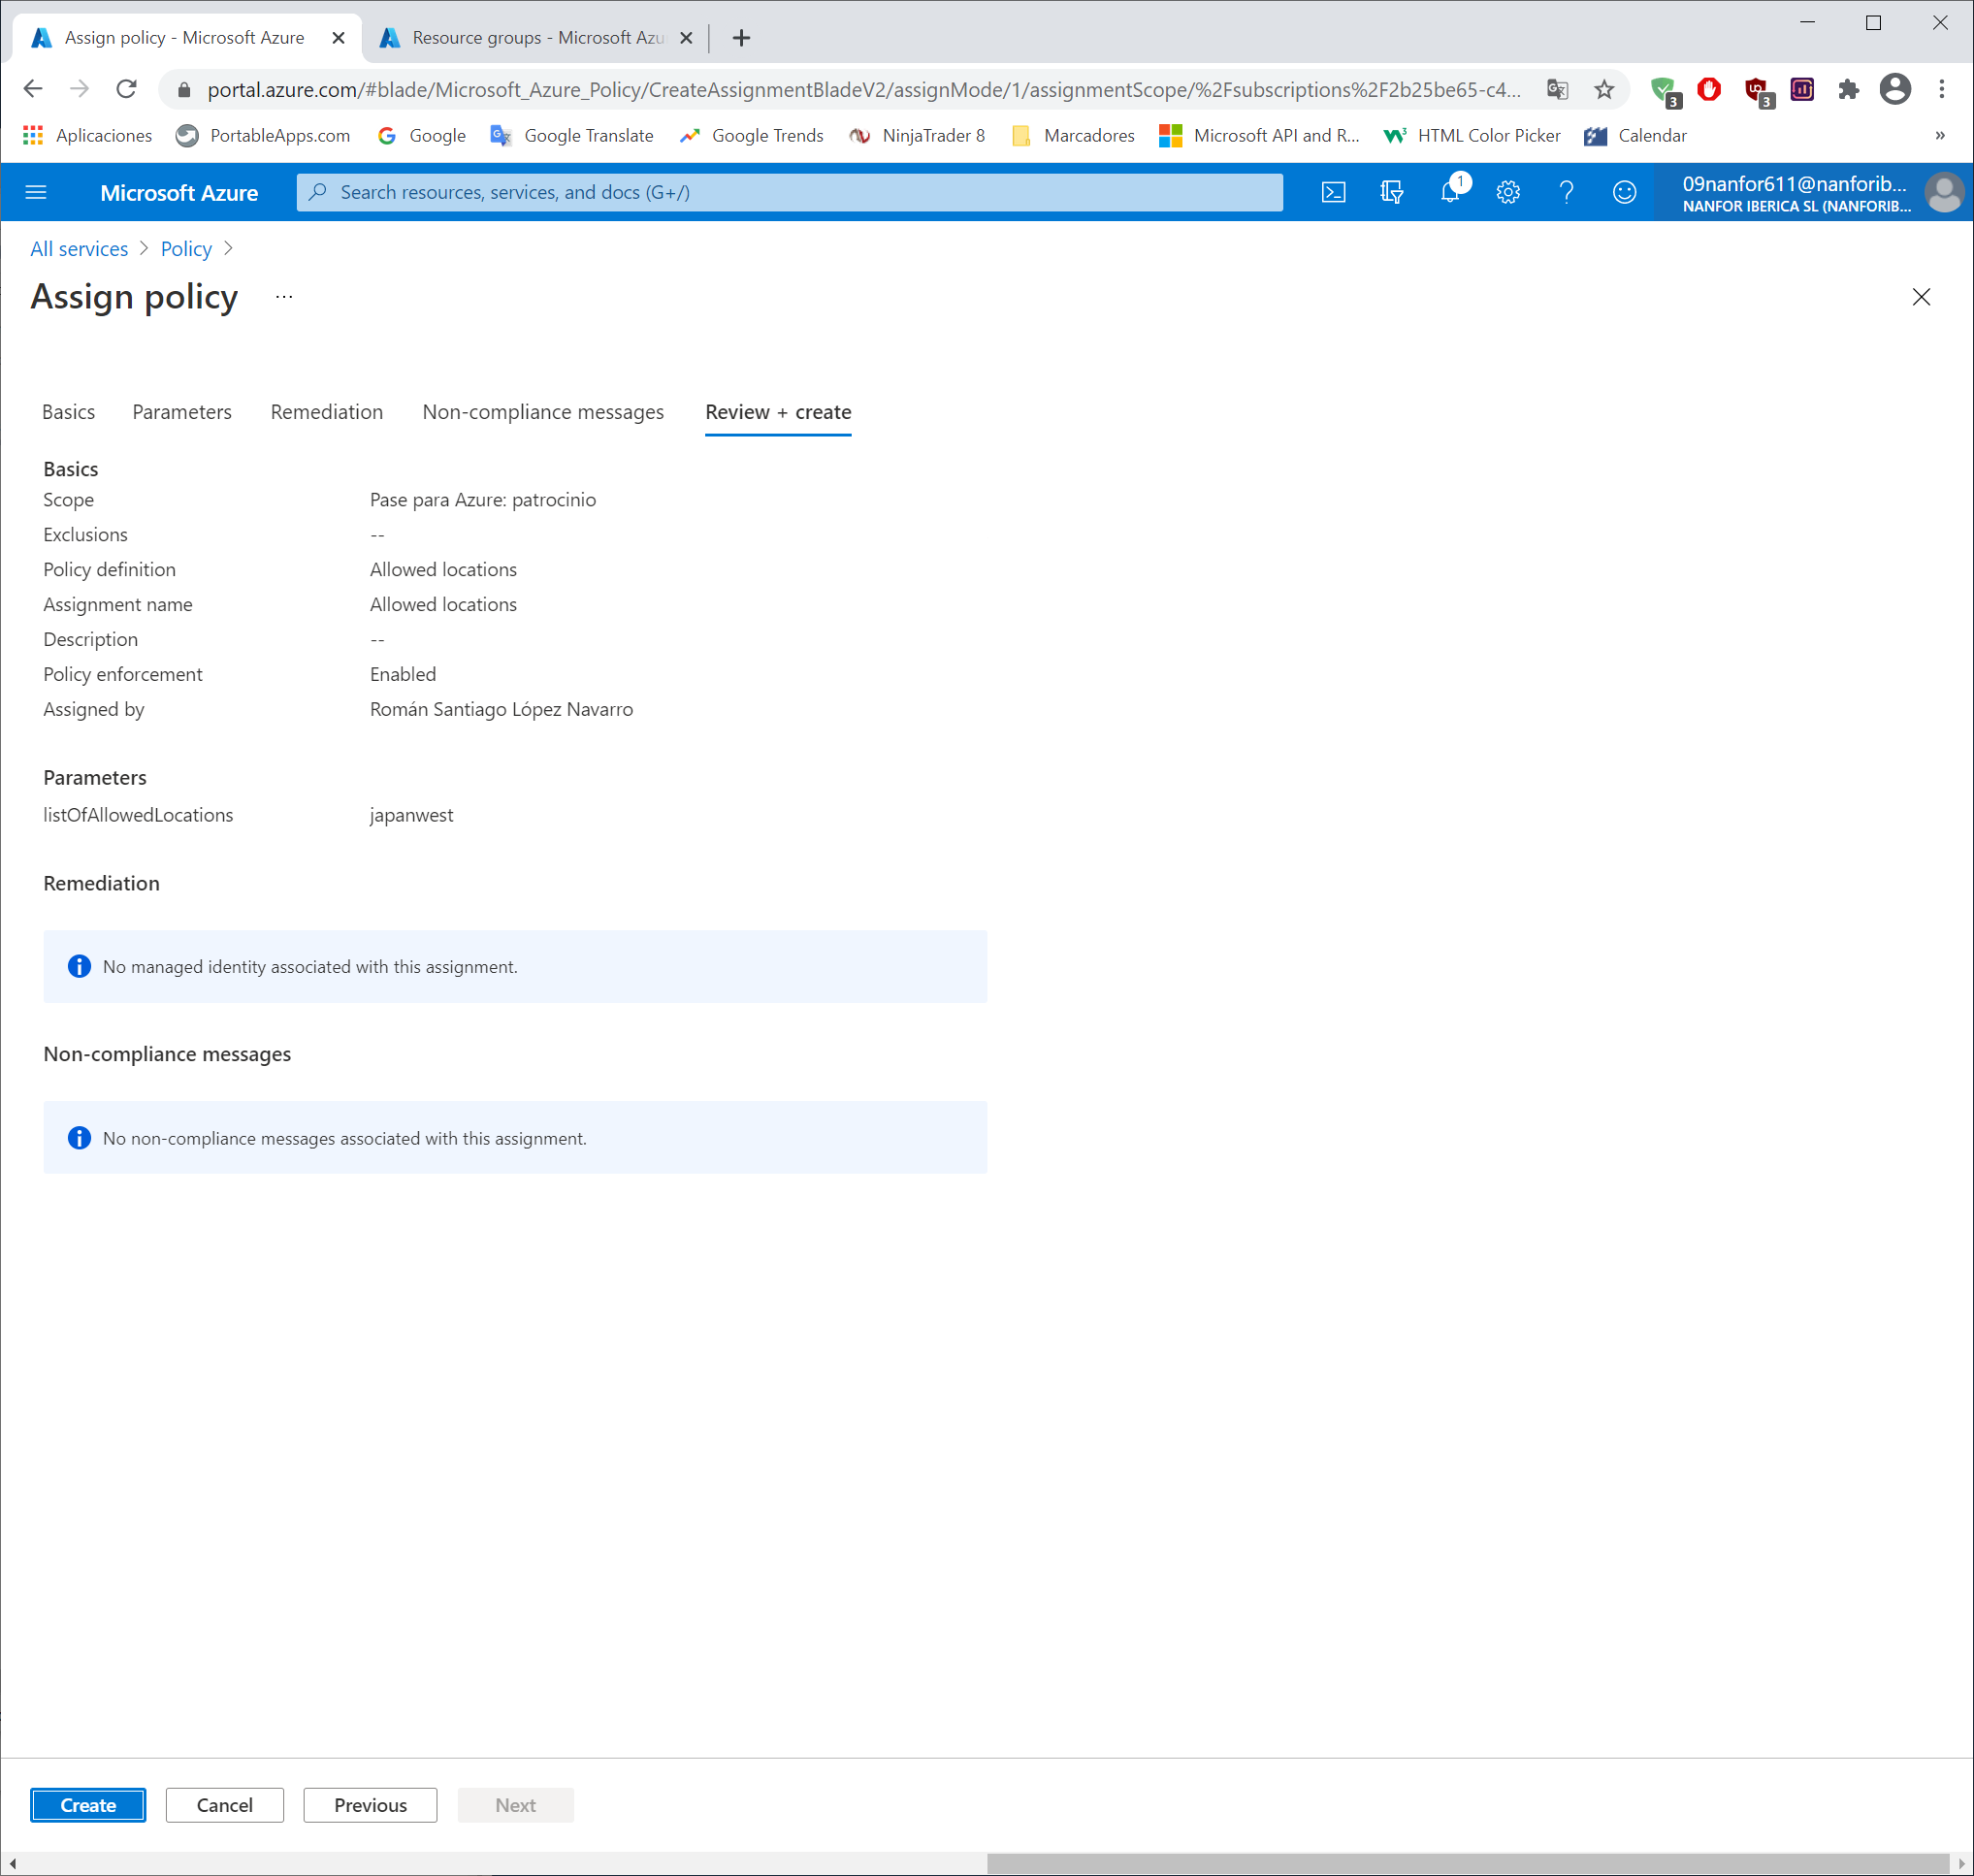 Assign policy - Microsoft Azure
Resource groups - Microsoft Azu
portal.azure.com/#blade/Microsoft_Azure_Policy/CreateAssignmentBladeV2/assignMode/1/assignmentScope/%2Fsubscriptions%2F2b25be65-c4...
3
3
Aplicaciones
PortableApps.com
Google
Google Translate
Google Trends
NinjaTrader 8
Marcadores
Microsoft API and R...
HTML Color Picker
Calendar
»
Microsoft Azure
Search resources, services, and docs (G+/)
1
09nanfor611@nanforib...
NANFOR IBERICA SL (NANFORIB...
All services > Policy >
Assign policy ...
Basics
Parameters
Remediation
Non-compliance messages
Review + create
Basics
Scope Pase para Azure: patrocinio
Exclusions --
Policy definition Allowed locations
Assignment name Allowed locations
Description --
Policy enforcement Enabled
Assigned by Román Santiago López Navarro
Parameters
listOfAllowedLocations japanwest
Remediation
No managed identity associated with this assignment.
Non-compliance messages
No non-compliance messages associated with this assignment.
Create
Cancel
Previous
Next